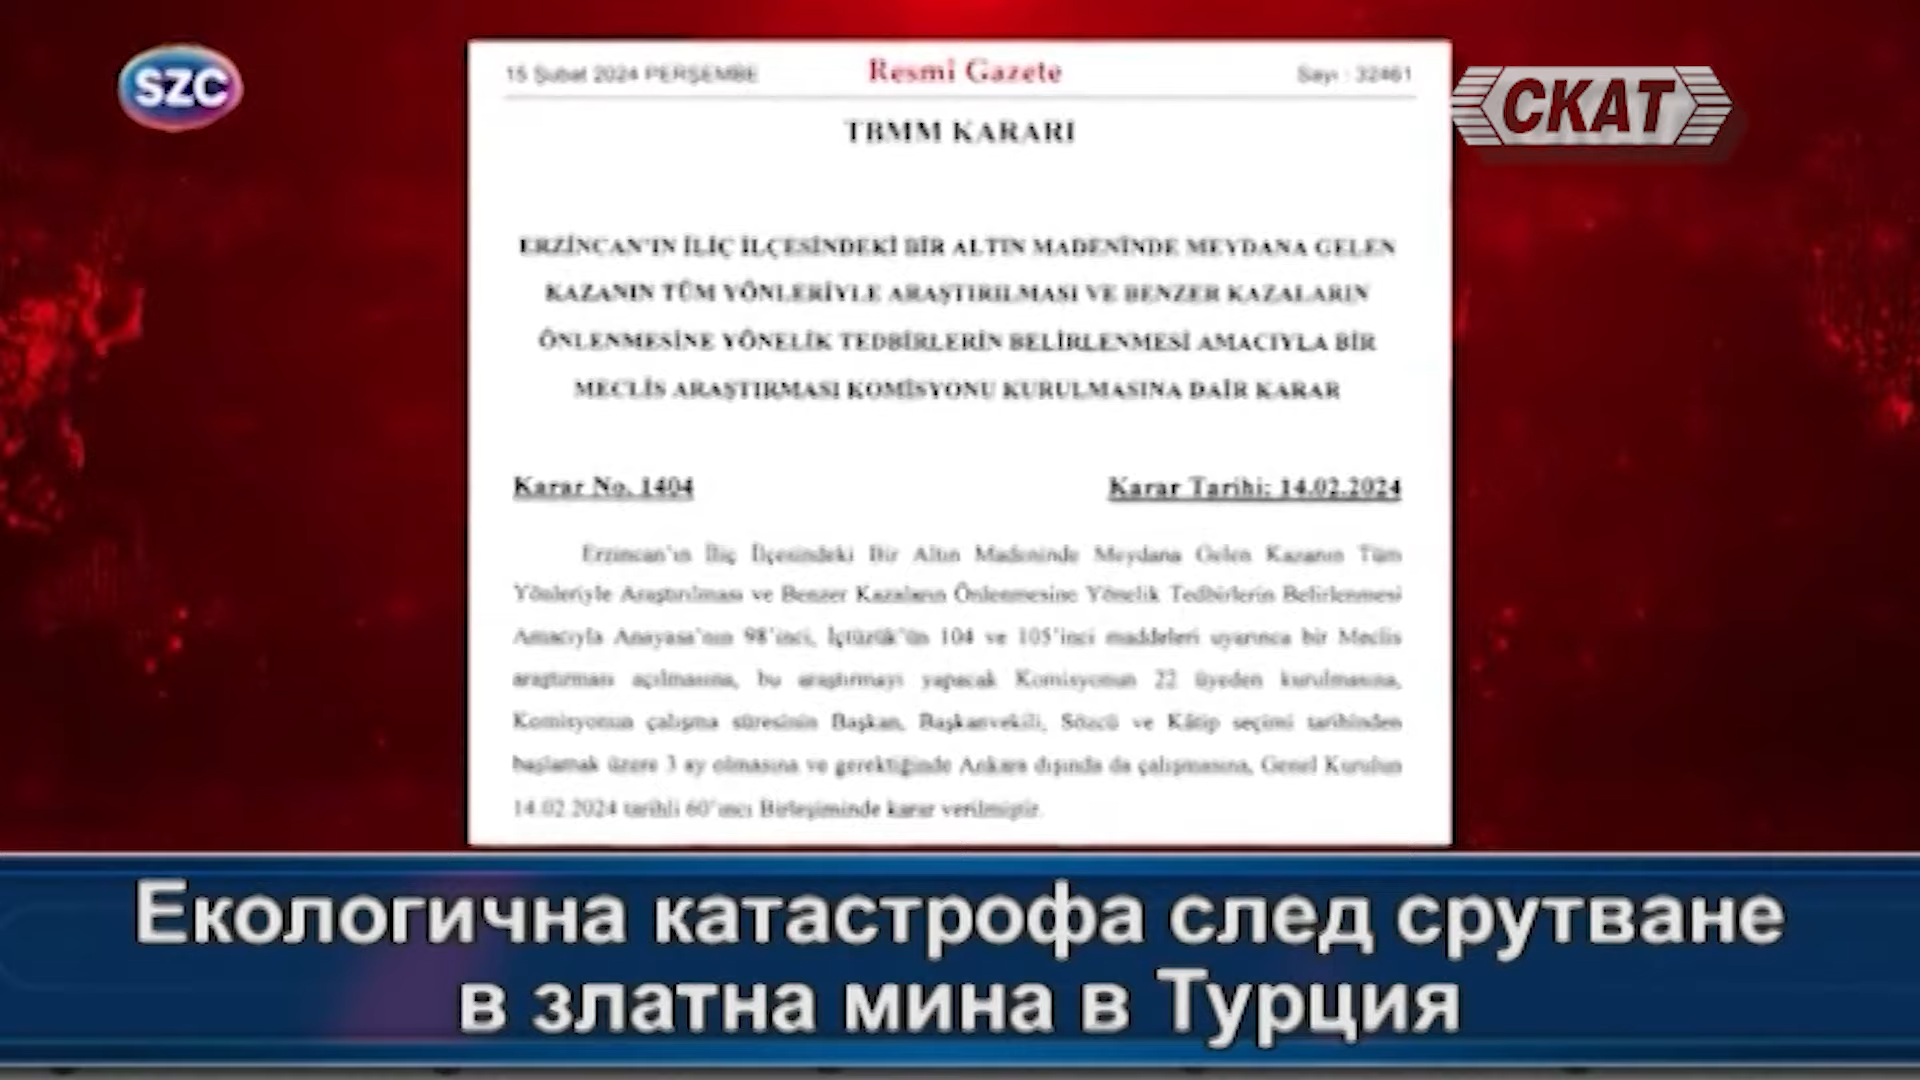 SZC
СКАТ
15 Şubat 2024 PERŞEMBE
Resmî Gazete
Sayı : 32461
TBMM KARARI
ERZİNCAN'IN İLİÇ İLÇESİNDEKİ BİR ALTIN MADENİNDE MEYDANA GELEN
KAZANIN TÜM YÖNLERİYLE ARAŞTIRILMASI VE BENZER KAZALARIN
ÖNLENMESİNE YÖNELİK TEDBİRLERİN BELİRLENMESİ AMACIYLA BİR
MECLİS ARAŞTIRMASI KOMİSYONU KURULMASINA DAİR KARAR
Karar No. 1404
Karar Tarihi: 14.02.2024
Erzincan'ın İliç İlçesindeki Bir Altın Madeninde Meydana Gelen Kazanın Tüm
Yönleriyle Araştırılması ve Benzer Kazaların Önlenmesine Yönelik Tedbirlerin Belirlenmesi
Amacıyla Anayasa'nın 98'inci, İçtüzük'ün 104 ve 105'inci maddeleri uyarınca bir Meclis
araştırması açılmasına, bu araştırmayı yapacak Komisyonun 22 üyeden kurulmasına,
Komisyonun çalışma süresinin Başkan, Başkanvekili, Sözcü ve Kâtip seçimi tarihinden
başlamak üzere 3 ay olmasına ve gerektiğinde Ankara dışında da çalışmasına, Genel Kurulun
14.02.2024 tarihli 60'ıncı Birleşiminde karar verilmiştir.
Екологична катастрофа след срутване
в златна мина в Турция